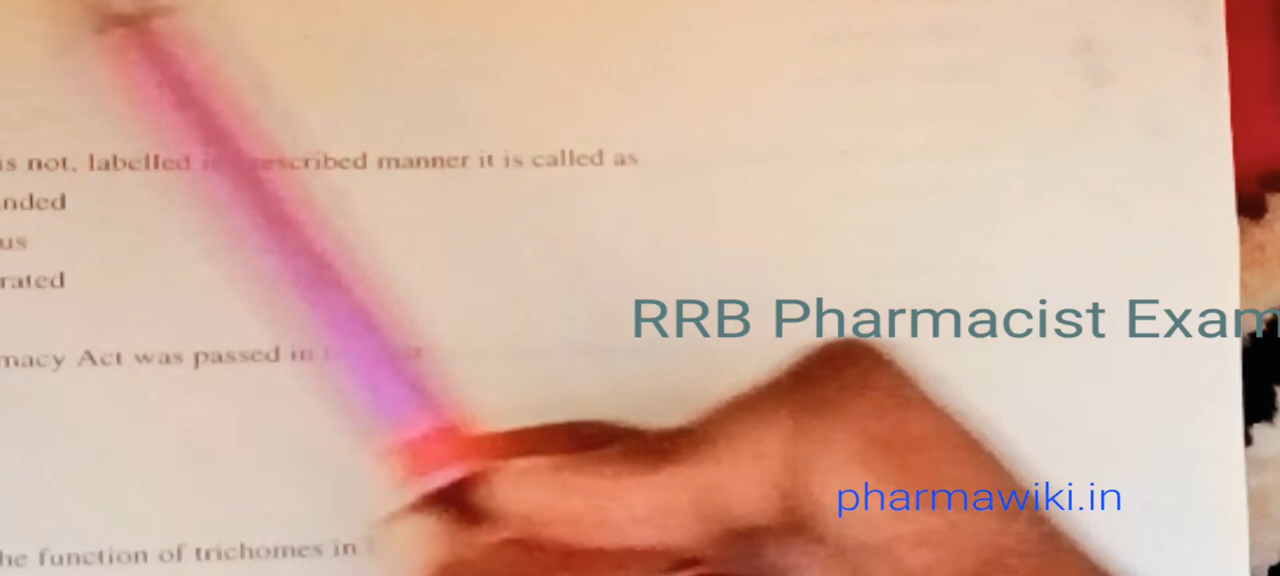 is not, labelled manner it is called as
nded
us
rated
RRB Pharmacist Exam
macy Act was passed in
pharmawiki.in
he function of trichomes in